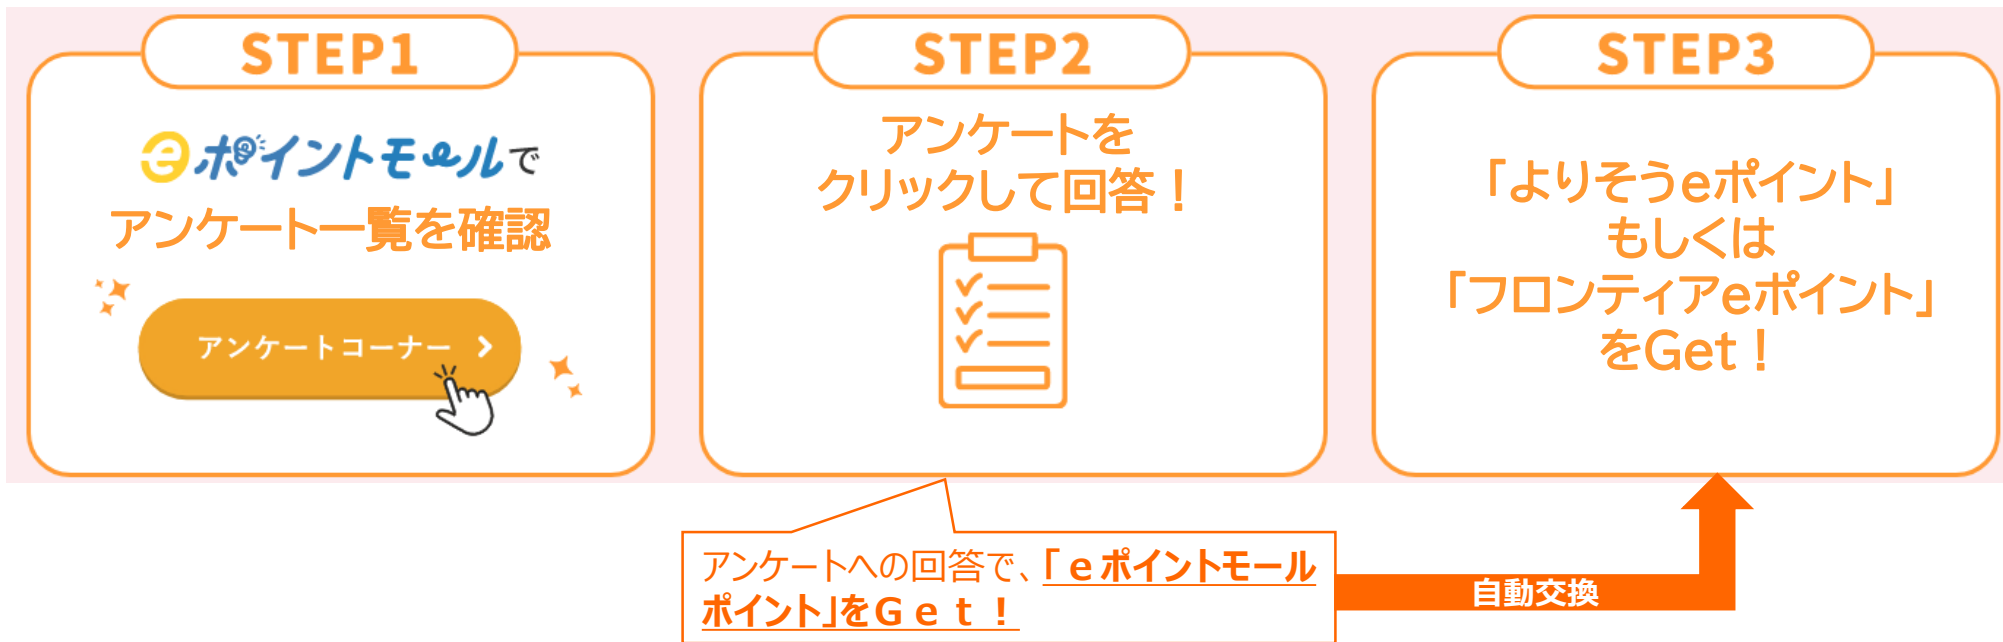 STEP1
eポイントモールで
アンケート一覧を確認
アンケートコーナー
STEP2
アンケートを
クリックして回答！
STEP3
「よりそうeポイント」
もしくは
「フロンティアeポイント」
をGet！
アンケートへの回答で、「ｅポイントモール
ポイント」をＧｅｔ！
自動交換